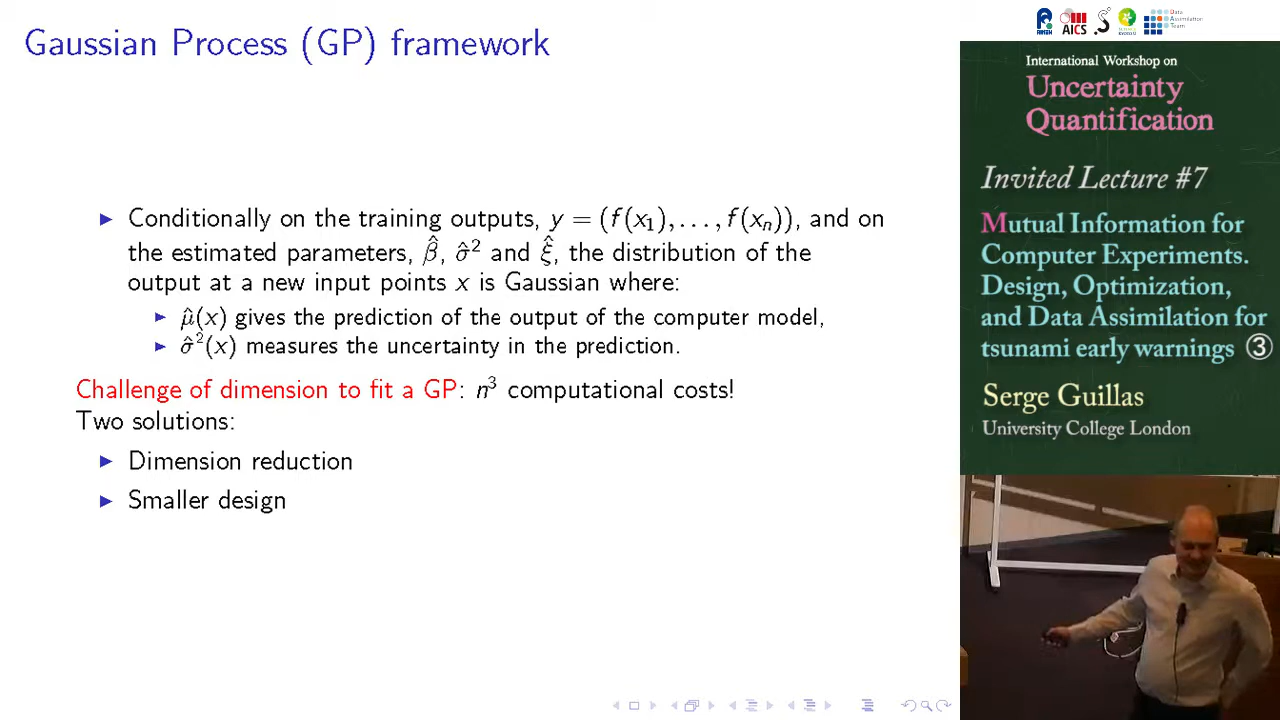 Gaussian Process (GP) framework
Conditionally on the training outputs, y = (f(x₁), . . . , f(xₙ)), and on
the estimated parameters, β̂, σ̂² and ξ̂, the distribution of the
output at a new input points x is Gaussian where:
μ̂(x) gives the prediction of the output of the computer model,
σ̂²(x) measures the uncertainty in the prediction.
Challenge of dimension to fit a GP: n³ computational costs!
Two solutions:
Dimension reduction
Smaller design
AICS
Data
Assimilation
Team
International Workshop on
Uncertainty
Quantification
Invited Lecture #7
Mutual Information for
Computer Experiments.
Design, Optimization,
and Data Assimilation for
tsunami early warnings ③
Serge Guillas
University College London